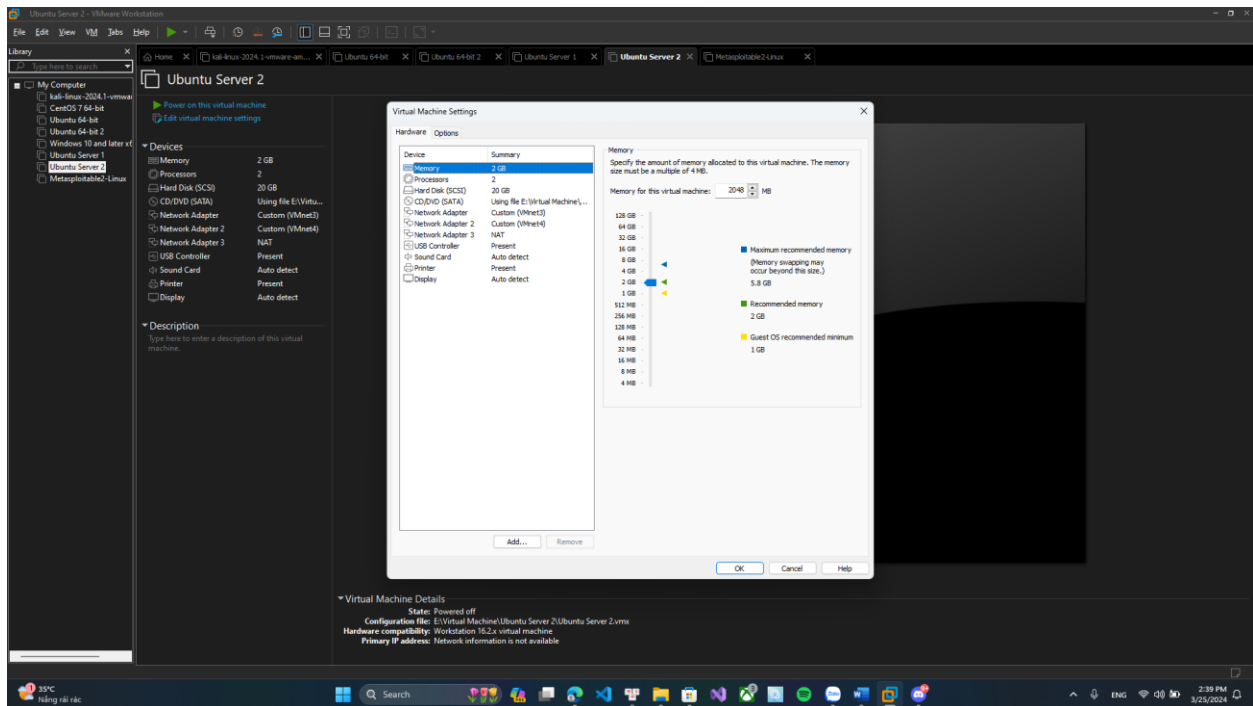 Ubuntu Server 2 - VMware Workstation
File Edit View VM Tabs Help
Library
Type here to search
My Computer
kali-linux-2024.1-vmwar
CentOS 7 64-bit
Ubuntu 64-bit
Ubuntu 64-bit 2
Windows 10 and later x6
Ubuntu Server 1
Ubuntu Server 2
Metasploitable2-Linux
Home kali-linux-2024.1-vmware-am... Ubuntu 64-bit Ubuntu 64-bit 2 Ubuntu Server 1 Ubuntu Server 2 Metasploitable2-Linux
Ubuntu Server 2
Power on this virtual machine
Edit virtual machine settings
Devices
Memory 2 GB
Processors 2
Hard Disk (SCSI) 20 GB
CD/DVD (SATA) Using file E:\Virtu...
Network Adapter Custom (VMnet3)
Network Adapter 2 Custom (VMnet4)
Network Adapter 3 NAT
USB Controller Present
Sound Card Auto detect
Printer Present
Display Auto detect
Description
Type here to enter a description of this virtual
machine.
Virtual Machine Settings
Hardware Options
Device Summary
Memory 2 GB
Processors 2
Hard Disk (SCSI) 20 GB
CD/DVD (SATA) Using file E:\Virtual Machine\,...
Network Adapter Custom (VMnet3)
Network Adapter 2 Custom (VMnet4)
Network Adapter 3 NAT
USB Controller Present
Sound Card Auto detect
Printer Present
Display Auto detect
Add... Remove
Memory
Specify the amount of memory allocated to this virtual machine. The memory
size must be a multiple of 4 MB.
Memory for this virtual machine: 2048 MB
128 GB
64 GB
32 GB
16 GB
8 GB
4 GB
2 GB
1 GB
512 MB
256 MB
128 MB
64 MB
32 MB
16 MB
8 MB
4 MB
Maximum recommended memory
(Memory swapping may
occur beyond this size.)
5.8 GB
Recommended memory
2 GB
Guest OS recommended minimum
1 GB
OK Cancel Help
Virtual Machine Details
State: Powered off
Configuration file: E:\Virtual Machine\Ubuntu Server 2\Ubuntu Server 2.vmx
Hardware compatibility: Workstation 16.2.x virtual machine
Primary IP address: Network information is not available
1
35°C
Nắng rải rác
Search
Zalo
ENG
2:39 PM
3/25/2024